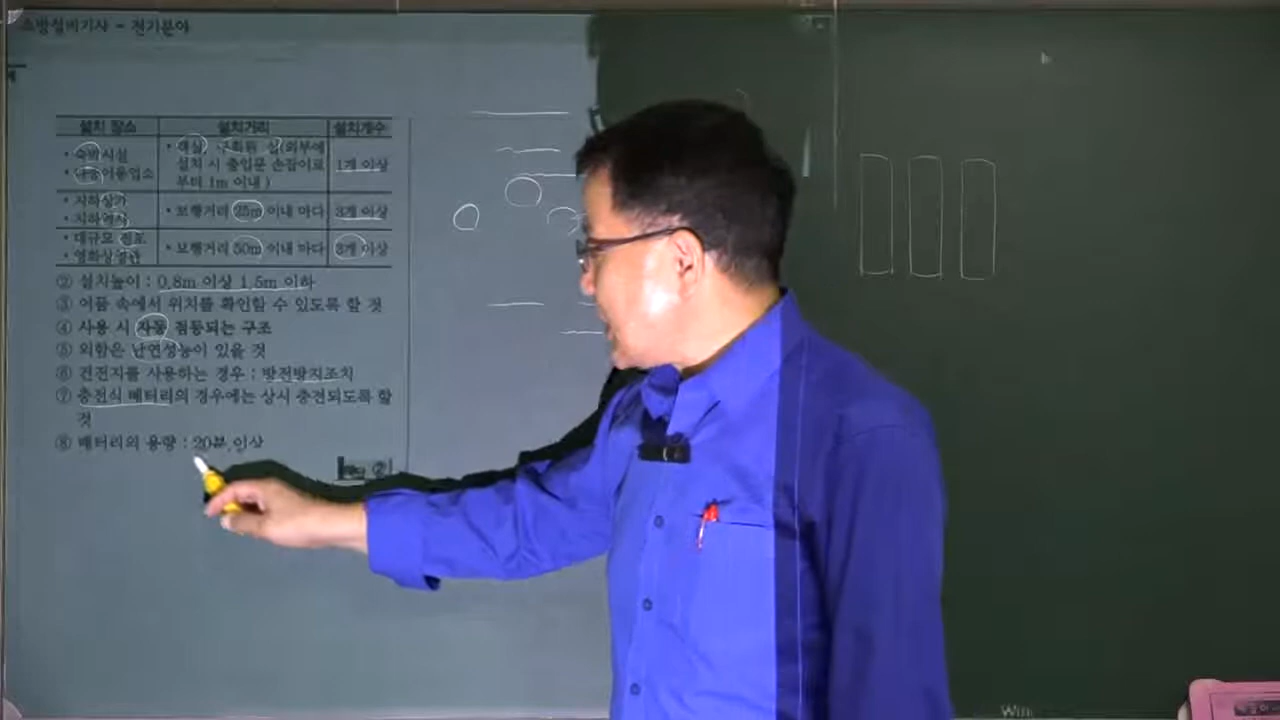 소방설비기사 - 전기분야
설치 장소 설치거리 설치개수
• 숙박시설
• 다중이용업소
• 객실, 구획된 실(외부에
설치 시 출입문 손잡이로
부터 1m 이내)
1개 이상
• 지하상가
• 지하역사
• 보행거리 25m 이내 마다
3개 이상
• 대규모 점포
• 영화상영관
• 보행거리 50m 이내 마다
3개 이상
② 설치높이 : 0.8m 이상 1.5m 이하
③ 어둠 속에서 위치를 확인할 수 있도록 할 것
④ 사용 시 자동 점등되는 구조
⑤ 외함은 난연성능이 있을 것
⑥ 건전지를 사용하는 경우 : 방전방지조치
⑦ 충전식 배터리의 경우에는 상시 충전되도록 할
것
⑧ 배터리의 용량 : 20분 이상
②